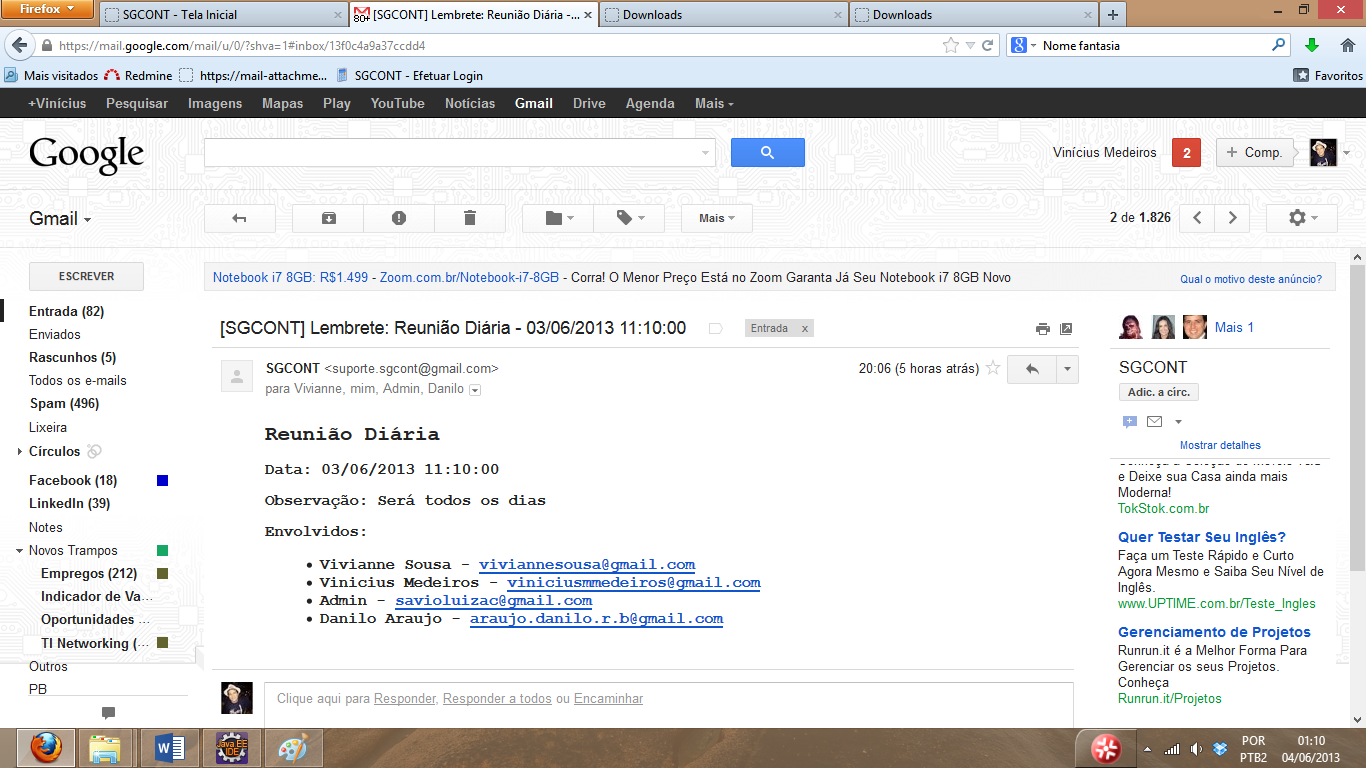 Firefox
SGCONT - Tela Inicial
80+
[SGCONT] Lembrete: Reunião Diária -...
Downloads
Downloads
https://mail.google.com/mail/u/0/?shva=1#inbox/13f0c4a9a37ccdd4
Nome fantasia
Mais visitados
Redmine
https://mail-attachme...
SGCONT - Efetuar Login
Favoritos
+Vinícius Pesquisar Imagens Mapas Play YouTube Notícias Gmail Drive Agenda Mais
Google
Vinícius Medeiros
2
+ Comp.
Gmail
Mais
2 de 1.826
ESCREVER
Notebook i7 8GB: R$1.499 - Zoom.com.br/Notebook-i7-8GB - Corra! O Menor Preço Está no Zoom Garanta Já Seu Notebook i7 8GB Novo
Qual o motivo deste anúncio?
Entrada (82)
Enviados
Rascunhos (5)
Todos os e-mails
Spam (496)
Lixeira
Círculos
Facebook (18)
LinkedIn (39)
Notes
Novos Trampos
Empregos (212)
Indicador de Va...
Oportunidades ...
TI Networking (...
Outros
PB
[SGCONT] Lembrete: Reunião Diária - 03/06/2013 11:10:00
Entrada x
SGCONT <suporte.sgcont@gmail.com>
20:06 (5 horas atrás)
para Vivianne, mim, Admin, Danilo
Reunião Diária
Data: 03/06/2013 11:10:00
Observação: Será todos os dias
Envolvidos:
• Vivianne Sousa - viviannesousa@gmail.com
• Vinicius Medeiros - viniciusmmedeiros@gmail.com
• Admin - savioluizac@gmail.com
• Danilo Araujo - araujo.danilo.r.b@gmail.com
Clique aqui para Responder, Responder a todos ou Encaminhar
Mais 1
SGCONT
Adic. a círc.
Mostrar detalhes
e Deixe sua Casa ainda mais
Moderna!
TokStok.com.br
Quer Testar Seu Inglês?
Faça um Teste Rápido e Curto
Agora Mesmo e Saiba Seu Nível de
Inglês.
www.UPTIME.com.br/Teste_Ingles
Gerenciamento de Projetos
Runrun.it é a Melhor Forma Para
Gerenciar os seus Projetos.
Conheça
Runrun.it/Projetos
Java EE
IDE
POR
PTB2
01:10
04/06/2013